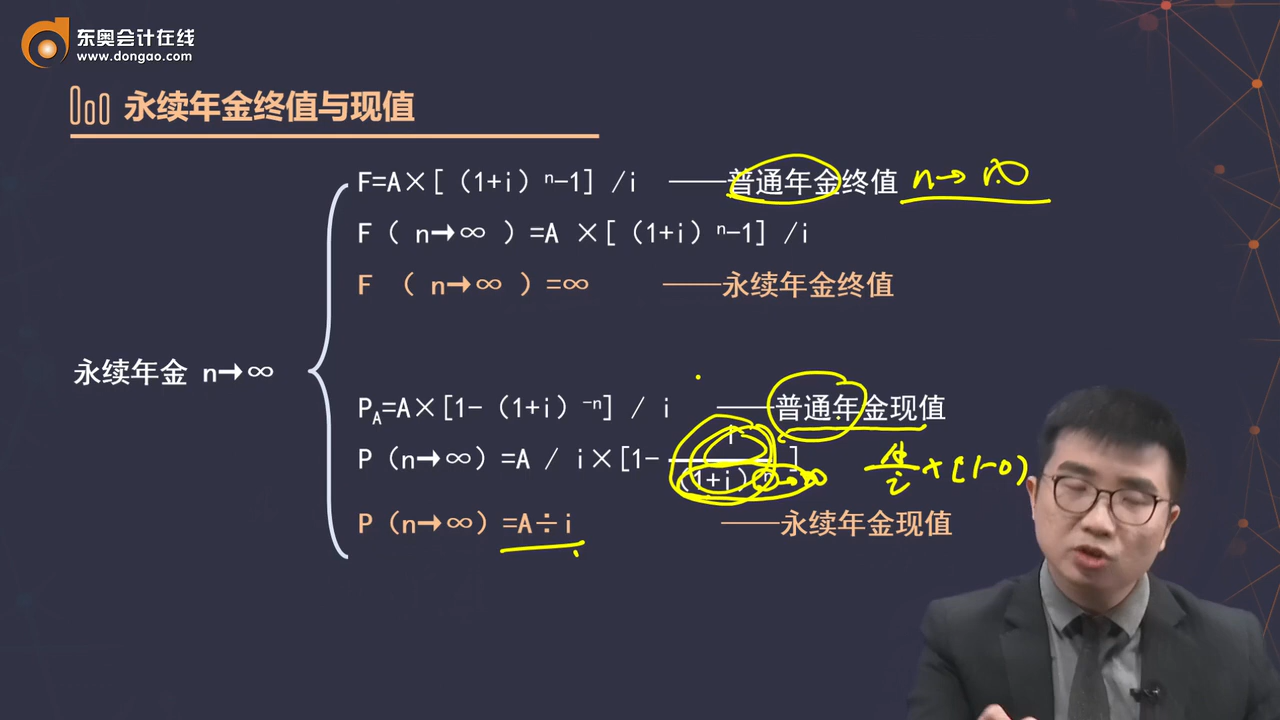 东奥会计在线
www.dongao.com
永续年金终值与现值
F=A×[（1+i）ⁿ-1] /i ——普通年金终值 n→∞
F（ n→∞ ）=A ×[（1+i）ⁿ-1] /i
F （ n→∞ ）=∞ ——永续年金终值
永续年金 n→∞
P_A=A×[1-（1+i）⁻ⁿ] / i ——普通年金现值
P（n→∞）=A / i×[1- 1/(1+i)ⁿ→∞ ] A/i×[1-0)
P（n→∞）=A÷i ——永续年金现值